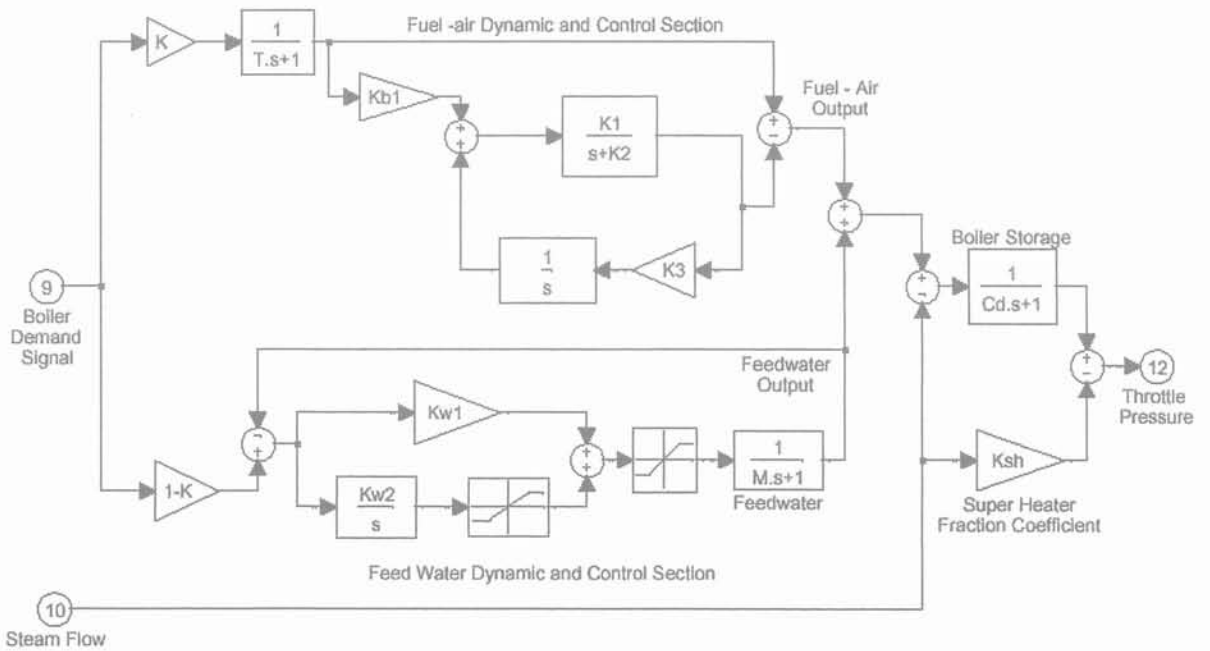 Fuel -air Dynamic and Control Section
K
1
T.s+1
Kb1
+
+
K1
s+K2
+
−
Fuel - Air
Output
1
s
K3
+
+
Boiler Storage
+
-
1
Cd.s+1
9
Boiler
Demand
Signal
+
−
12
Throttle
Pressure
Feedwater
Output
-
+
Kw1
+
+
1
M.s+1
Feedwater
1-K
Kw2
s
Ksh
Super Heater
Fraction Coefficient
Feed Water Dynamic and Control Section
10
Steam Flow